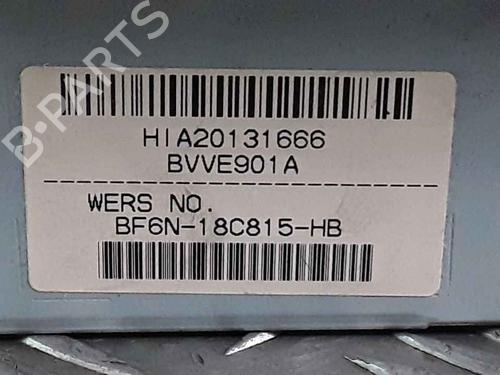 B-PARTS
HIA20131666
BVVE901A
WERS NO.
BF6N-18C815-HB